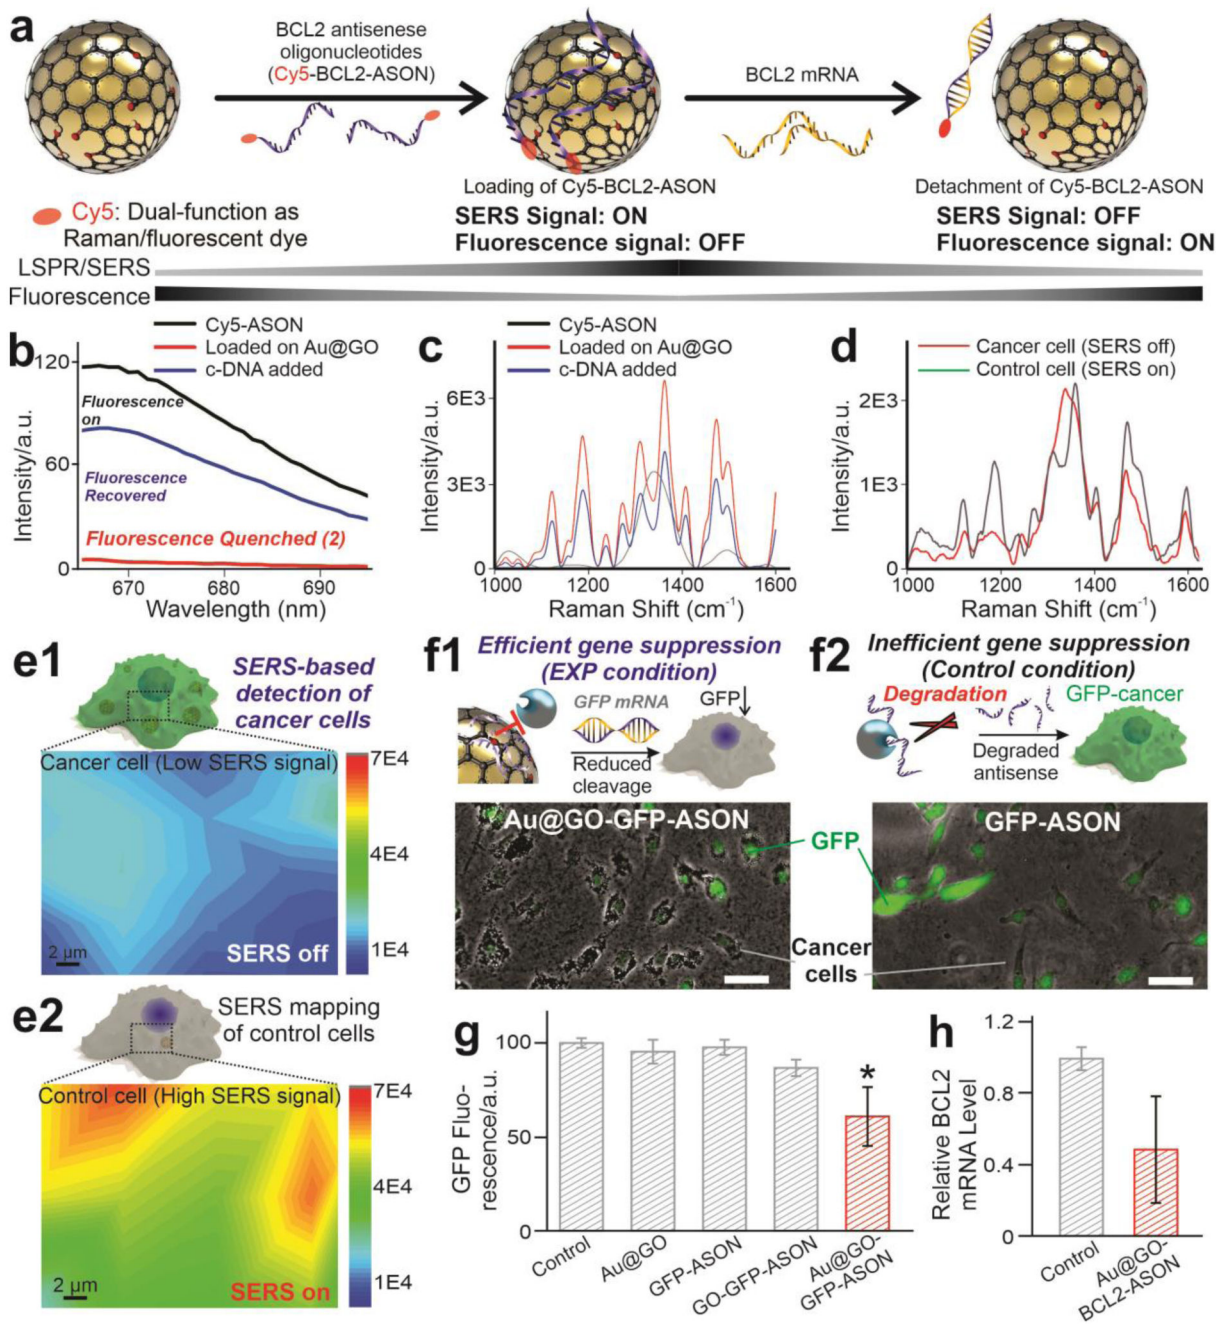 a
BCL2 antisenese
oligonucleotides
(Cy5-BCL2-ASON)
BCL2 mRNA
Loading of Cy5-BCL2-ASON
SERS Signal: ON
Fluorescence signal: OFF
Detachment of Cy5-BCL2-ASON
SERS Signal: OFF
Fluorescence signal: ON
Cy5: Dual-function as
Raman/fluorescent dye
LSPR/SERS
Fluorescence
b
Cy5-ASON
Loaded on Au@GO
c-DNA added
120
60
0
Intensity/a.u.
Fluorescence
on
Fluorescence
Recovered
Fluorescence Quenched (2)
670
680
690
Wavelength (nm)
c
Cy5-ASON
Loaded on Au@GO
c-DNA added
6E3
3E3
0
Intensity/a.u.
1000
1200
1400
1600
Raman Shift (cm-1)
d
Cancer cell (SERS off)
Control cell (SERS on)
2E3
1E3
0
Intensity/a.u.
1000
1200
1400
1600
Raman Shift (cm-1)
e1
SERS-based
detection of
cancer cells
Cancer cell (Low SERS signal)
7E4
4E4
1E4
2 µm
SERS off
e2
SERS mapping
of control cells
Control cell (High SERS signal)
7E4
4E4
1E4
2 µm
SERS on
f1
Efficient gene suppression
(EXP condition)
GFP mRNA
GFP
Reduced
cleavage
Au@GO-GFP-ASON
f2
Inefficient gene suppression
(Control condition)
Degradation
GFP-cancer
Degraded
antisense
GFP-ASON
GFP
Cancer
cells
g
100
50
0
GFP Fluo-
rescence/a.u.
*
Control
Au@GO
GFP-ASON
GO-GFP-ASON
Au@GO-
GFP-ASON
h
1.2
0.8
0.4
0
Relative BCL2
mRNA Level
Control
Au@GO-
BCL2-ASON